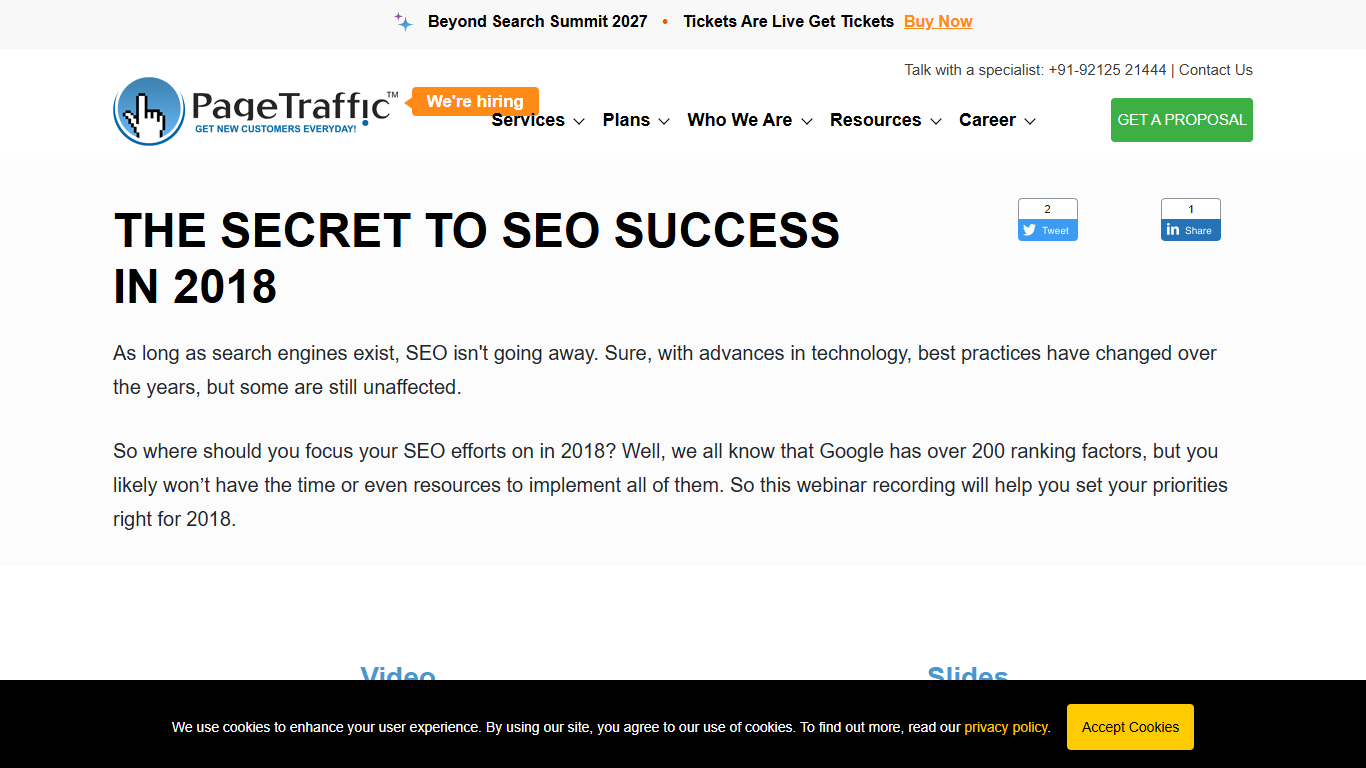 Beyond Search Summit 2027 • Tickets Are Live Get Tickets Buy Now
Talk with a specialist: +91-92125 21444 | Contact Us
PageTraffic™
GET NEW CUSTOMERS EVERYDAY!
We're hiring
Services Plans Who We Are Resources Career
GET A PROPOSAL
THE SECRET TO SEO SUCCESS
IN 2018
2
Tweet
1
in Share
As long as search engines exist, SEO isn't going away. Sure, with advances in technology, best practices have changed over
the years, but some are still unaffected.
So where should you focus your SEO efforts on in 2018? Well, we all know that Google has over 200 ranking factors, but you
likely won’t have the time or even resources to implement all of them. So this webinar recording will help you set your priorities
right for 2018.
Video Slides
We use cookies to enhance your user experience. By using our site, you agree to our use of cookies. To find out more, read our privacy policy.
Accept Cookies